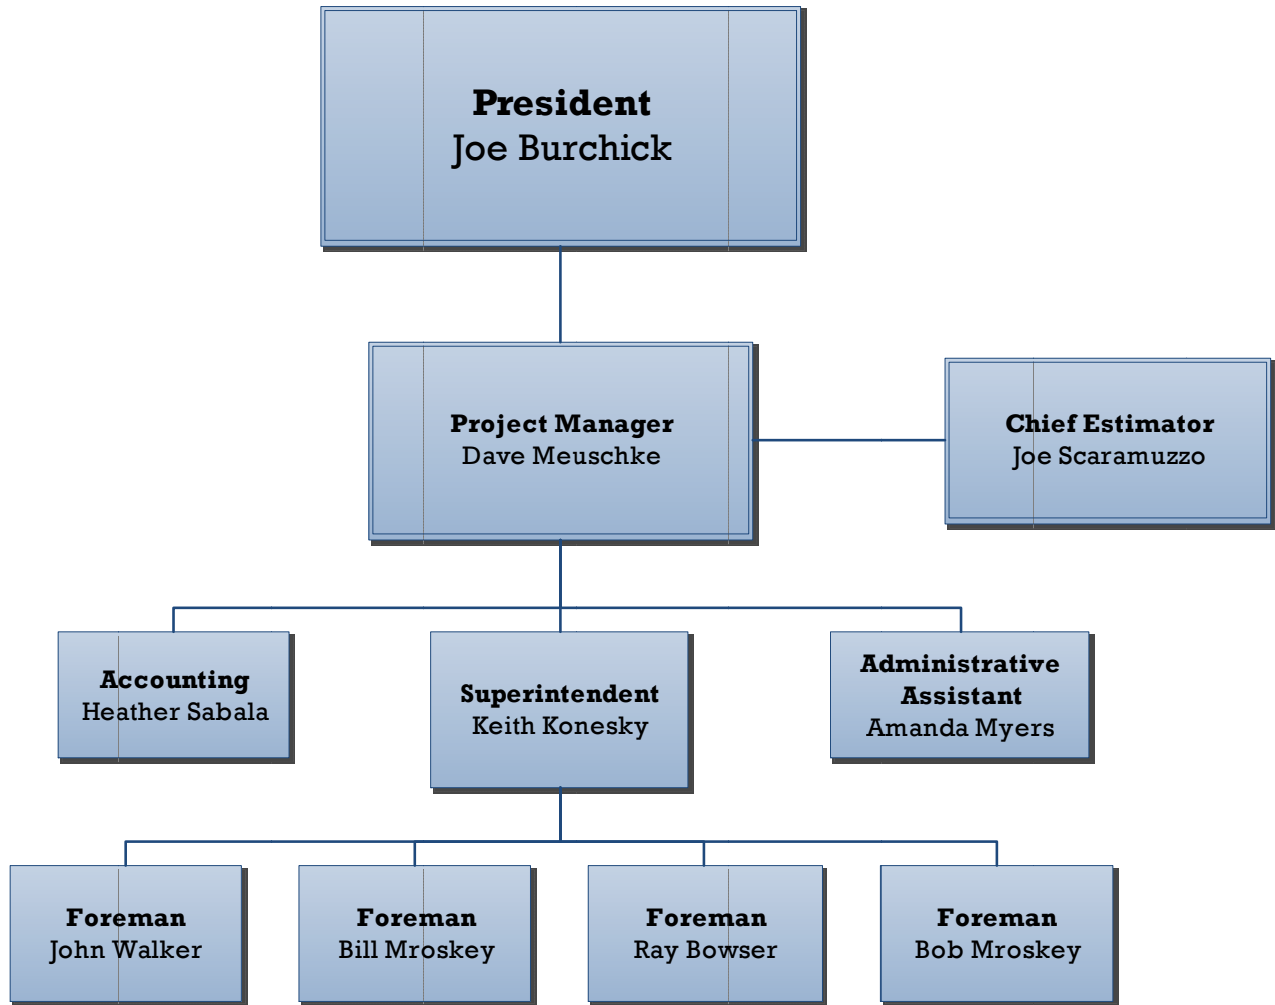 President
Joe Burchick
Project Manager
Dave Meuschke
Chief Estimator
Joe Scaramuzzo
Accounting
Heather Sabala
Superintendent
Keith Konesky
Administrative
Assistant
Amanda Myers
Foreman
John Walker
Foreman
Bill Mroskey
Foreman
Ray Bowser
Foreman
Bob Mroskey